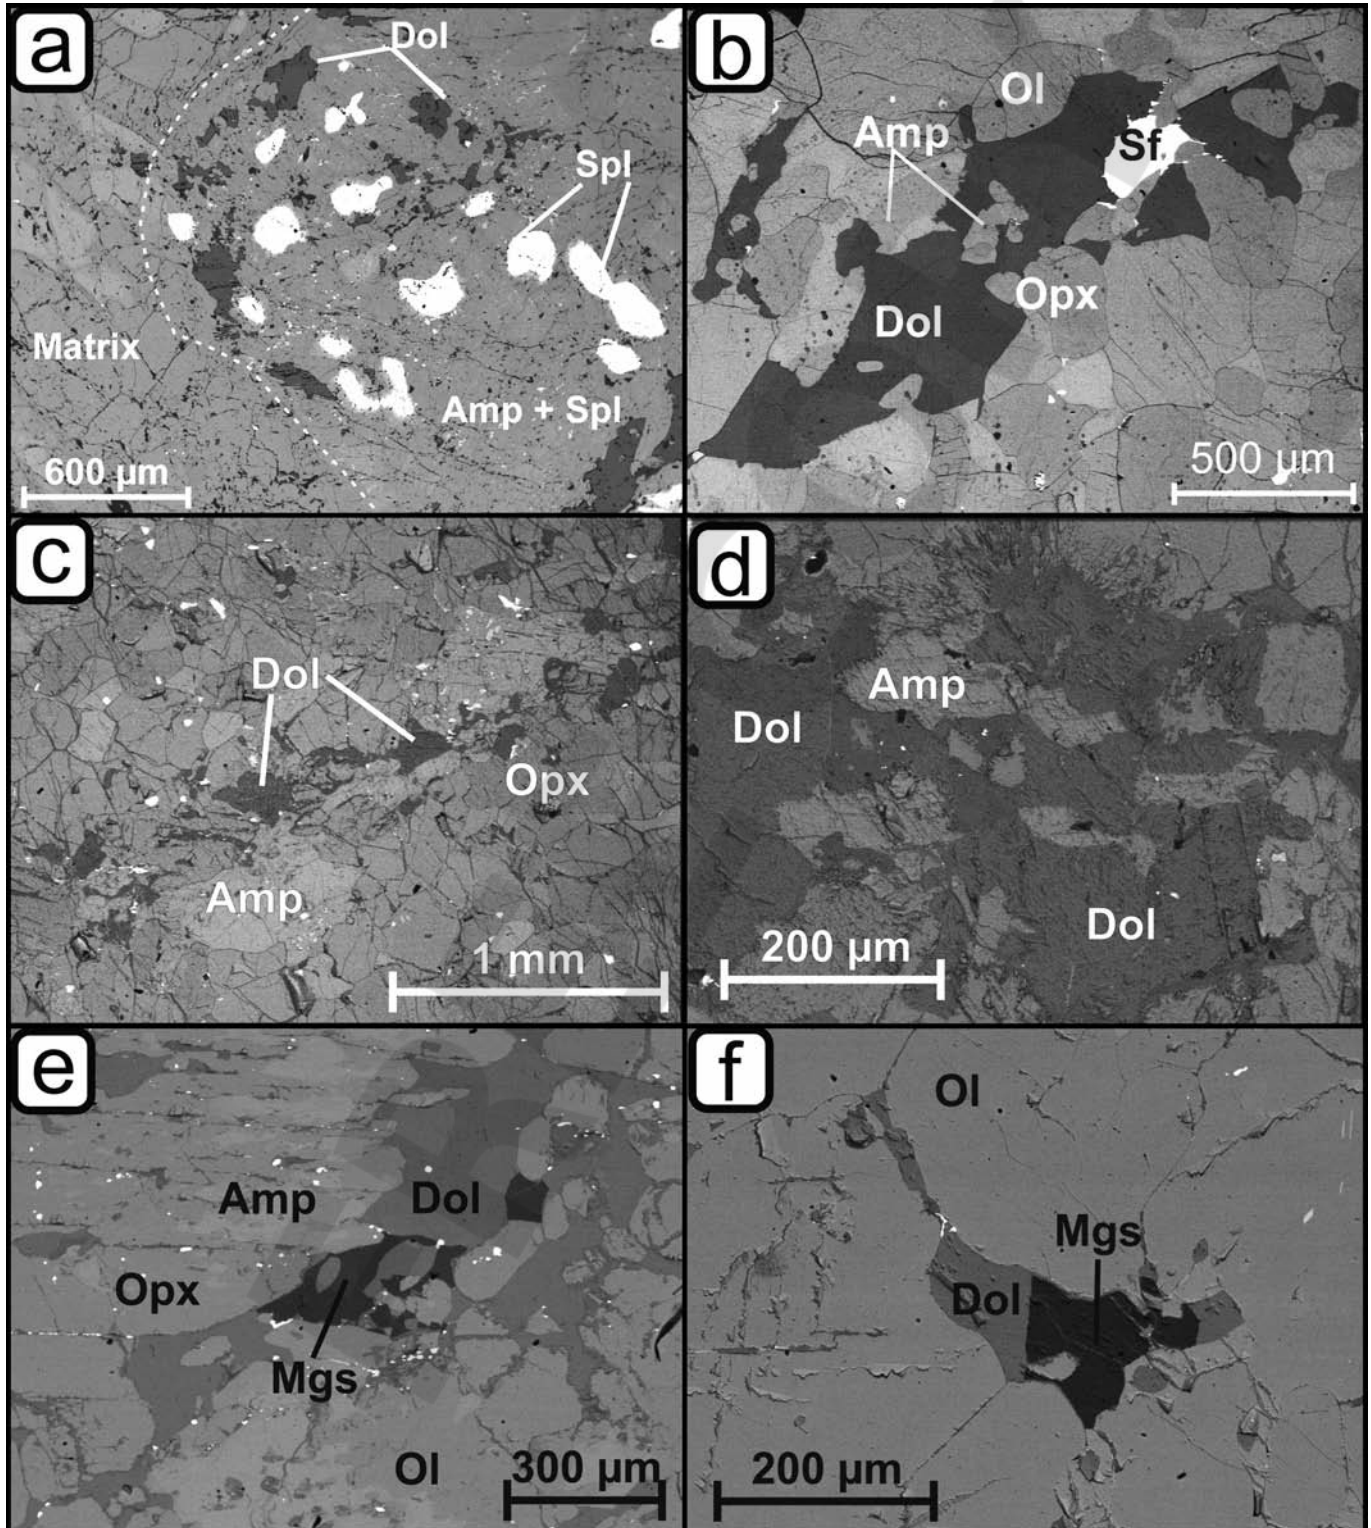 a
Dol
Spl
Matrix
Amp + Spl
600 µm
b
Ol
Amp
Sf
Opx
Dol
500 µm
c
Dol
Opx
Amp
1 mm
d
Amp
Dol
Dol
200 µm
e
Amp
Dol
Opx
Mgs
Ol
300 µm
f
Ol
Mgs
Dol
200 µm